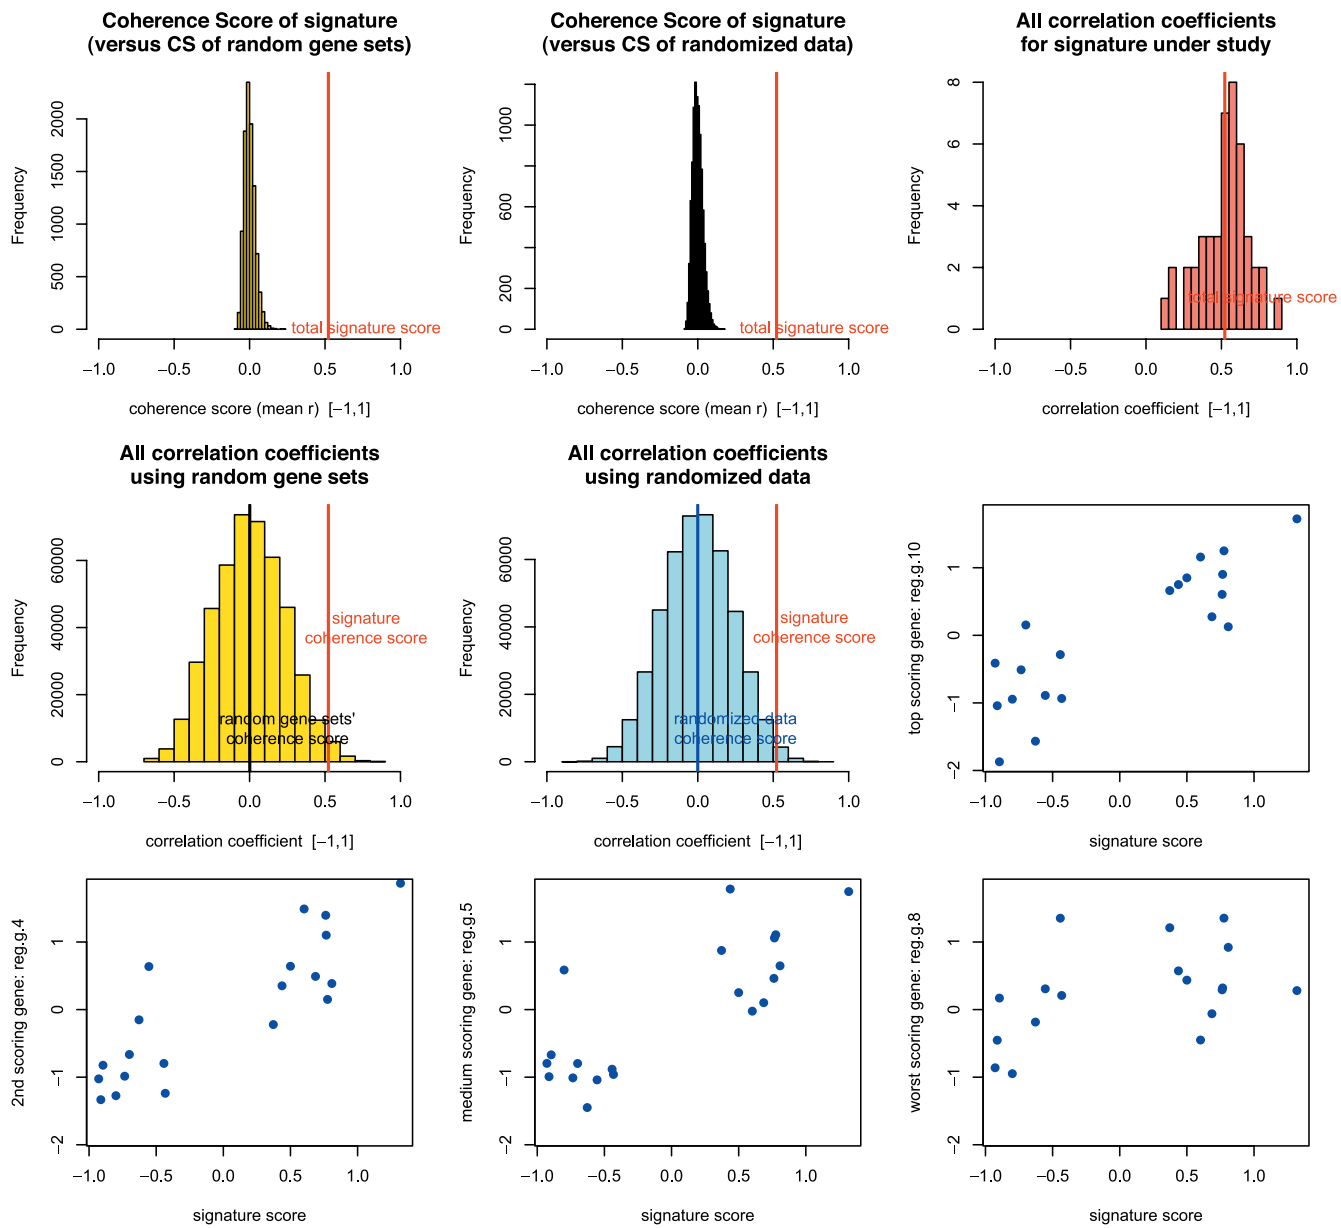 Coherence Score of signature
(versus CS of random gene sets)
Frequency
2000
1500
1000
500
0
total signature score
−1.0 −0.5 0.0 0.5 1.0
coherence score (mean r) [−1,1]
Coherence Score of signature
(versus CS of randomized data)
Frequency
1000
600
200
0
total signature score
−1.0 −0.5 0.0 0.5 1.0
coherence score (mean r) [−1,1]
All correlation coefficients
for signature under study
Frequency
8
6
4
2
0
total signature score
−1.0 −0.5 0.0 0.5 1.0
correlation coefficient [−1,1]
All correlation coefficients
using random gene sets
Frequency
60000
40000
20000
0
signature
coherence score
random gene sets'
coherence score
−1.0 −0.5 0.0 0.5 1.0
correlation coefficient [−1,1]
All correlation coefficients
using randomized data
Frequency
60000
40000
20000
0
signature
coherence score
randomized data
coherence score
−1.0 −0.5 0.0 0.5 1.0
correlation coefficient [−1,1]
top scoring gene: reg.g.10
1
0
−1
−2
−1.0 −0.5 0.0 0.5 1.0
signature score
2nd scoring gene: reg.g.4
1
0
−1
−2
−1.0 −0.5 0.0 0.5 1.0
signature score
medium scoring gene: reg.g.5
1
0
−1
−2
−1.0 −0.5 0.0 0.5 1.0
signature score
worst scoring gene: reg.g.8
1
0
−1
−2
−1.0 −0.5 0.0 0.5 1.0
signature score